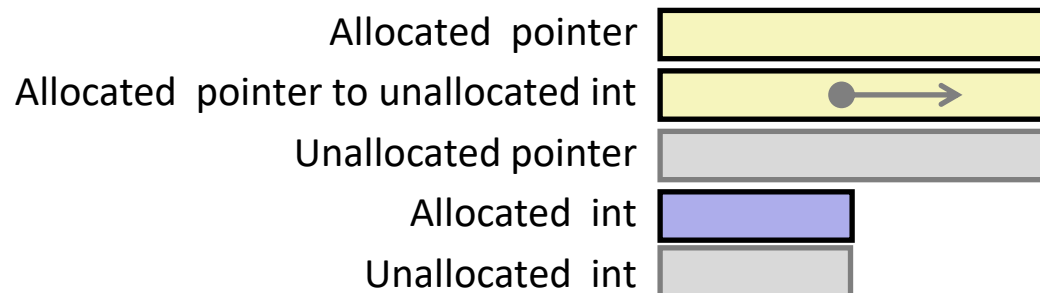 Allocated pointer
Allocated pointer to unallocated int
Unallocated pointer
Allocated int
Unallocated int